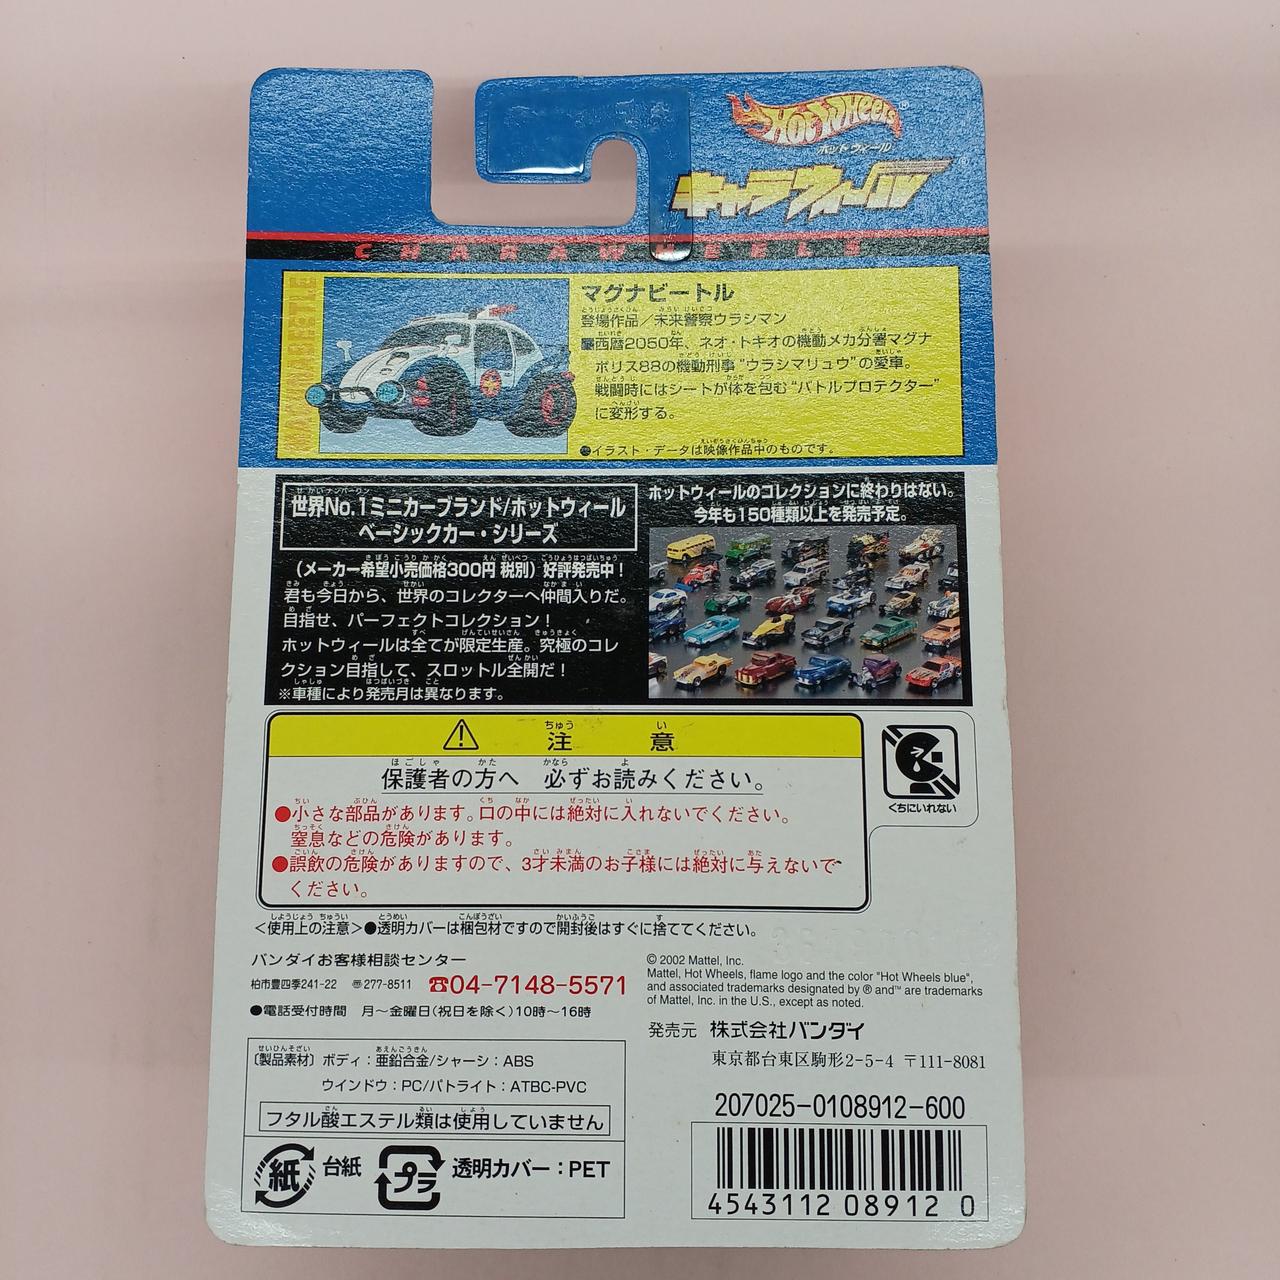 Hot Wheels®
ホットウィール
キャラウィール®
CHARAWHEELS
MAGNABEETLE
マグナビートル
登場作品/未来警察ウラシマン
西暦2050年、ネオ・トキオの機動メカ分署マグナ
ポリス88の機動刑事“ウラシマリュウ”の愛車。
戦闘時にはシートが体を包む“バトルプロテクター”
に変形する。
●イラスト・データは映像作品中のものです。
世界No.1ミニカーブランド/ホットウィール
ベーシックカー・シリーズ
(メーカー希望小売価格300円 税別)好評発売中!
君も今日から、世界のコレクターへ仲間入りだ。
目指せ、パーフェクトコレクション!
ホットウィールは全てが限定生産。究極のコレ
クション目指して、スロットル全開だ!
※車種により発売月は異なります。
ホットウィールのコレクションに終わりはない。
今年も150種類以上を発売予定。
注意
保護者の方へ 必ずお読みください。
●小さな部品があります。口の中には絶対に入れないでください。
窒息などの危険があります。
●誤飲の危険がありますので、3才未満のお子様には絶対に与えないで
ください。
くちにいれない
<使用上の注意>●透明カバーは梱包材ですので開封後はすぐに捨ててください。
バンダイお客様相談センター
柏市豊四季241-22 〠277-8511 ☎04-7148-5571
●電話受付時間 月〜金曜日(祝日を除く)10時〜16時
© 2002 Mattel, Inc.
Mattel, Hot Wheels, flame logo and the color "Hot Wheels blue",
and associated trademarks designated by ® and™ are trademarks
of Mattel, Inc. in the U.S., except as noted.
発売元 株式会社バンダイ
東京都台東区駒形2-5-4 〒111-8081
〔製品素材〕ボディ:亜鉛合金/シャーシ:ABS
ウインドウ:PC/パトライト:ATBC-PVC
フタル酸エステル類は使用していません
紙 台紙 プラ 透明カバー:PET
207025-0108912-600
4543112 08912 0